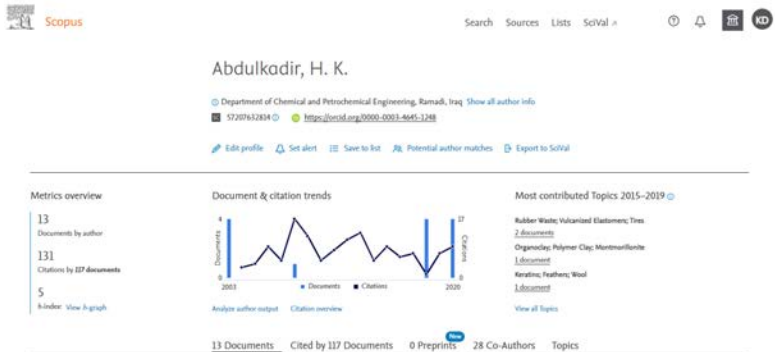 Scopus
Search Sources Lists SciVal
KD
Abdulkadir, H. K.
Department of Chemical and Petrochemical Engineering, Ramadi, Iraq Show all author info
57207632814 https://orcid.org/0000-0003-4645-1248
Edit profile Set alert Save to list Potential author matches Export to SciVal
Metrics overview
13
Documents by author
131
Citations by 117 documents
5
h-index: View h-graph
Document & citation trends
4 17
Documents
Citations
0 0
2003 2020
Documents Citations
Analyze author output Citation overview
Most contributed Topics 2015–2019
Rubber Waste; Vulcanized Elastomers; Tires
2 documents
Organoclay; Polymer Clay; Montmorillonite
1 document
Keratins; Feathers; Wool
1 document
View all Topics
New
13 Documents Cited by 117 Documents 0 Preprints 28 Co-Authors Topics